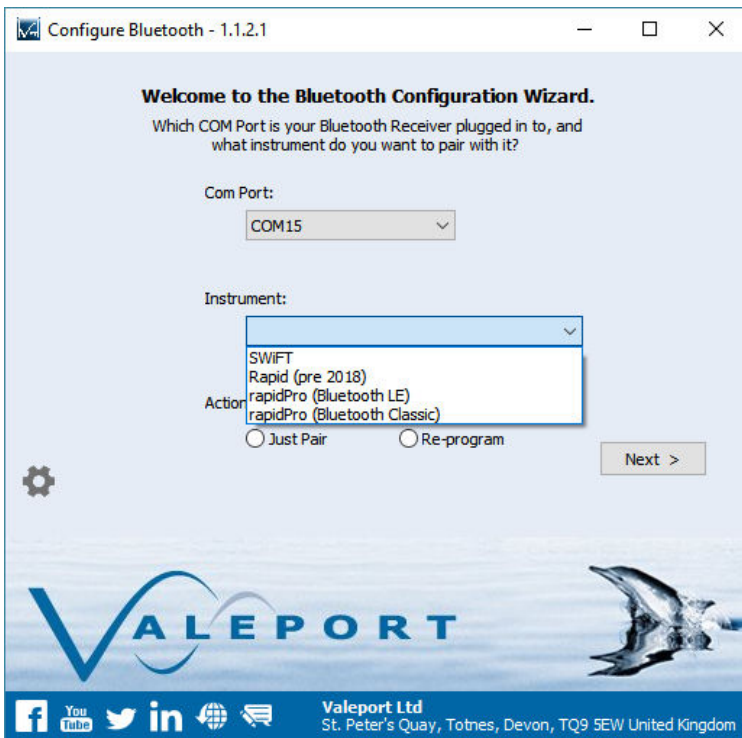 Configure Bluetooth - 1.1.2.1
Welcome to the Bluetooth Configuration Wizard.
Which COM Port is your Bluetooth Receiver plugged in to, and
what instrument do you want to pair with it?
Com Port:
COM15
Instrument:
SWiFT
Rapid (pre 2018)
rapidPro (Bluetooth LE)
Action
rapidPro (Bluetooth Classic)
Just Pair
Re-program
Next >
VALEPORT
f
You
Tube
in
Valeport Ltd
St. Peter's Quay, Totnes, Devon, TQ9 5EW United Kingdom